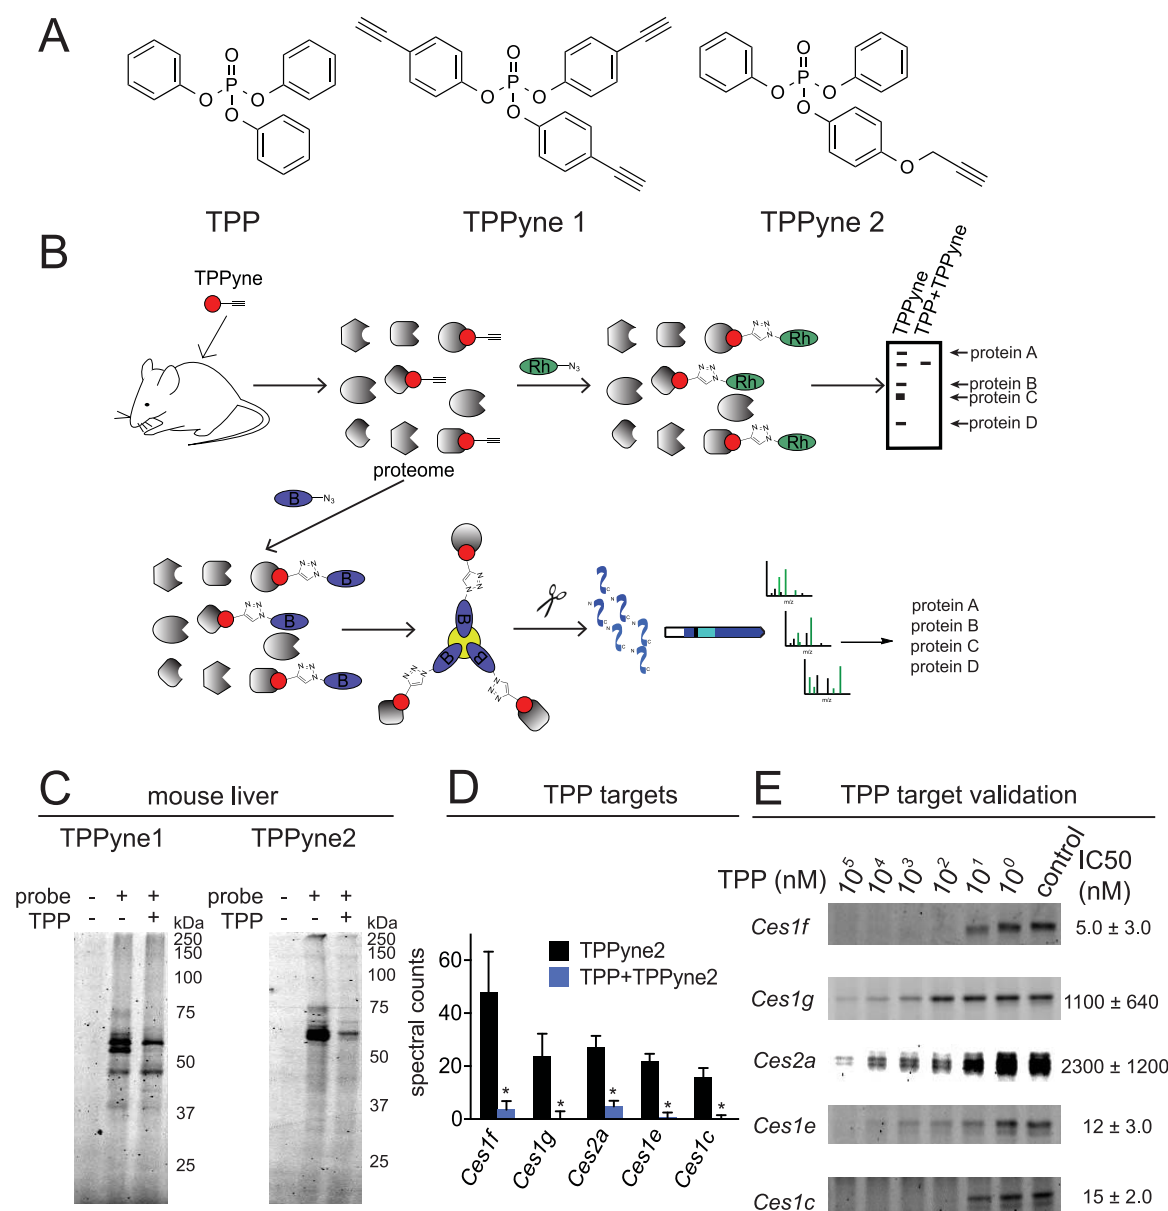 A
TPP
TPPyne 1
TPPyne 2
O
P
O
O
O
O
P
O
O
O
O
P
O
O
O
O
B
TPPyne
proteome
Rh
N3
N
N
N
Rh
N
N
N
Rh
N
N
N
Rh
TPPyne
TPP+TPPyne
protein A
protein B
protein C
protein D
B
N3
N
N
N
B
N
N
N
B
N
N
N
B
N
N
N
B
B
B
N
N
N
N
N
N
N
C
N
C
N
C
N
C
N
C
m/z
m/z
m/z
protein A
protein B
protein C
protein D
C
mouse liver
TPPyne1
TPPyne2
probe - + +
TPP - - +
kDa
250
150
100
75
50
37
25
probe - + +
TPP - - +
kDa
250
150
100
75
50
37
25
D
TPP targets
spectral counts
60
40
20
0
TPPyne2
TPP+TPPyne2
* * * * *
Ces1f
Ces1g
Ces2a
Ces1e
Ces1c
E
TPP target validation
TPP (nM) 10^5 10^4 10^3 10^2 10^1 10^0 control IC50 (nM)
Ces1f 5.0 ± 3.0
Ces1g 1100 ± 640
Ces2a 2300 ± 1200
Ces1e 12 ± 3.0
Ces1c 15 ± 2.0